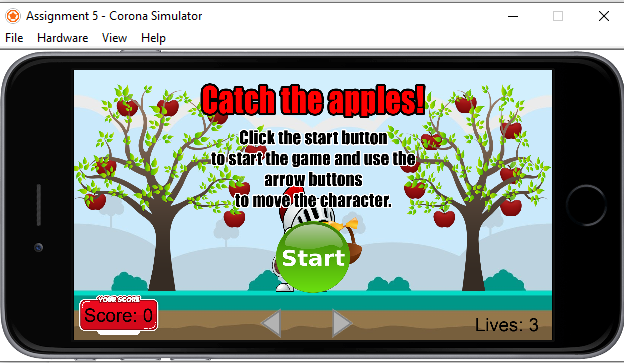 Assignment 5 - Corona Simulator
File Hardware View Help
Catch the apples!
Click the start button
to start the game and use the
arrow buttons
to move the character.
Start
YOUR SCORE
Score: 0
Lives: 3